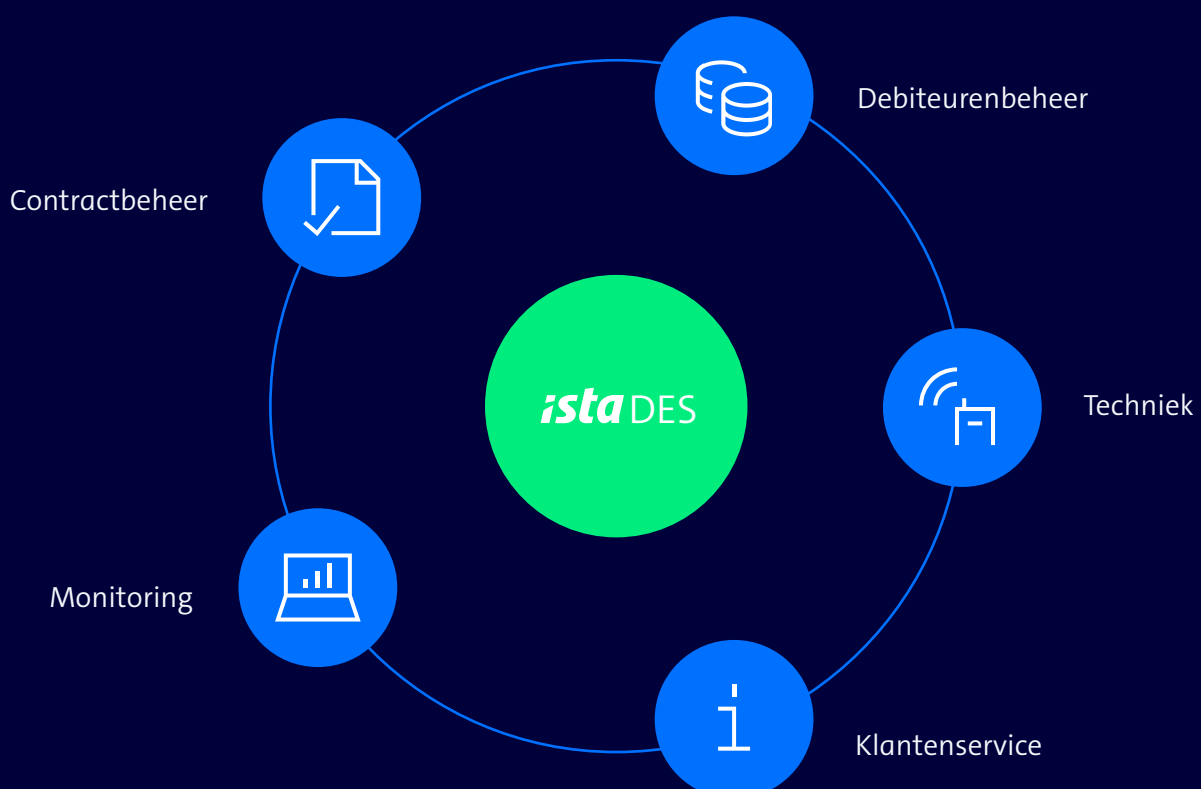 Debiteurenbeheer
Contractbeheer
ista DES
Techniek
Monitoring
Klantenservice